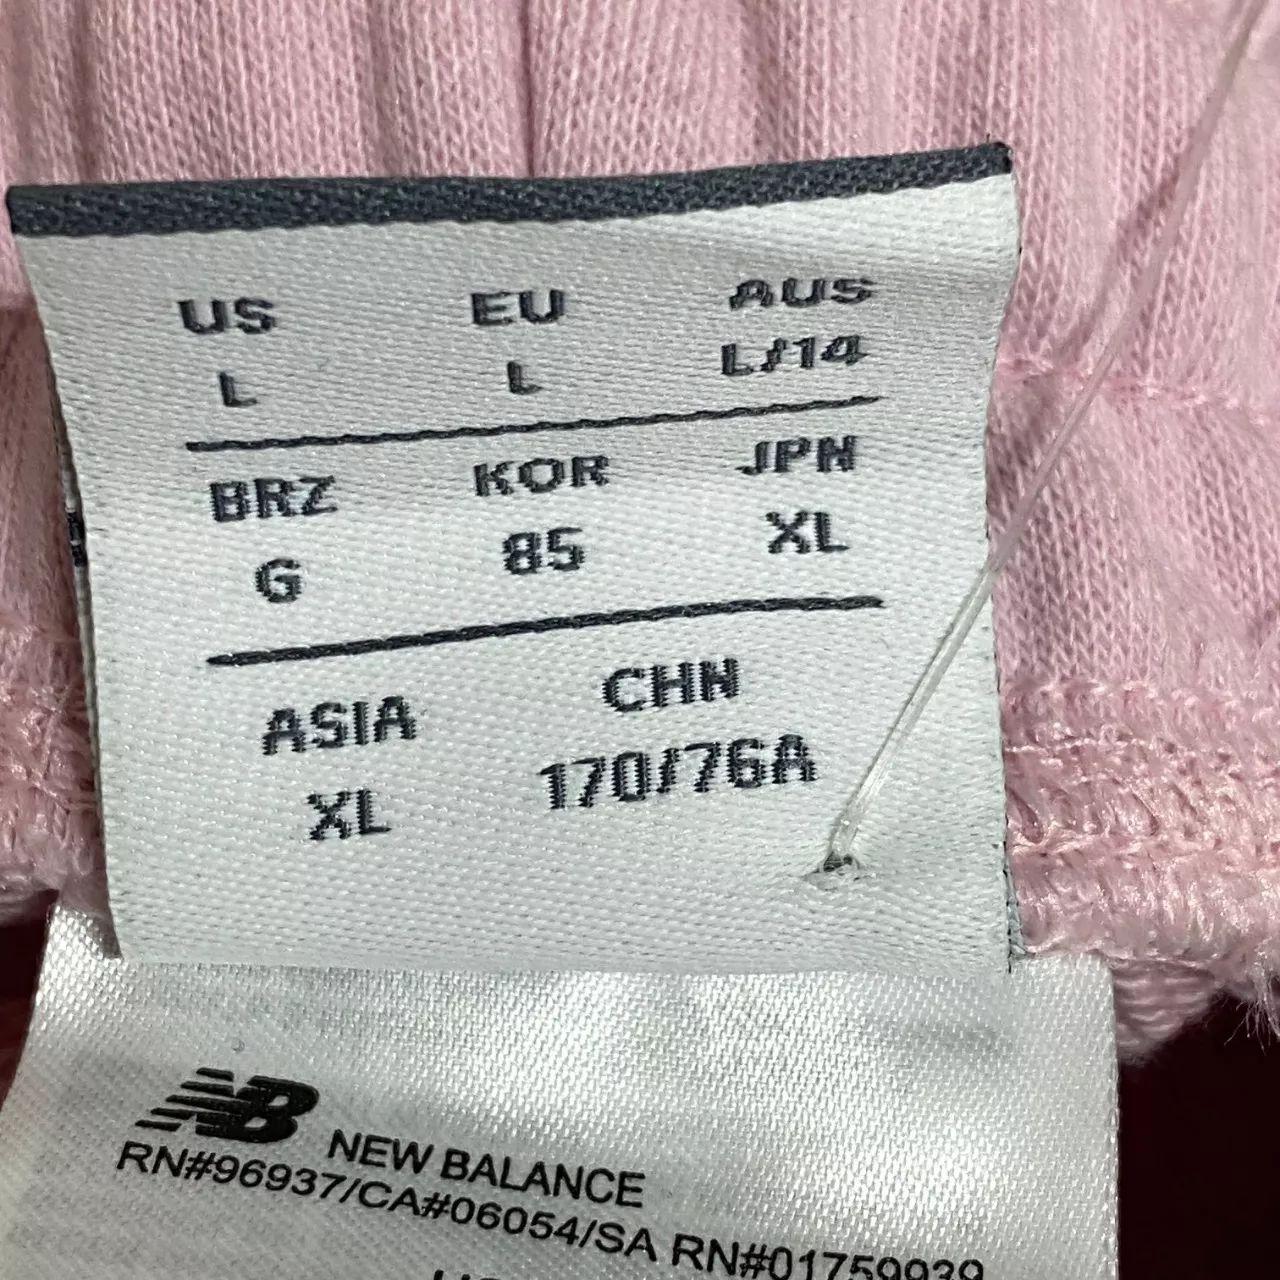 US EU AUS
L L L/14
BRZ KOR JPN
G 85 XL
ASIA CHN
XL 170/76A
NB NEW BALANCE
RN#96937/CA#06054/SA RN#01759939